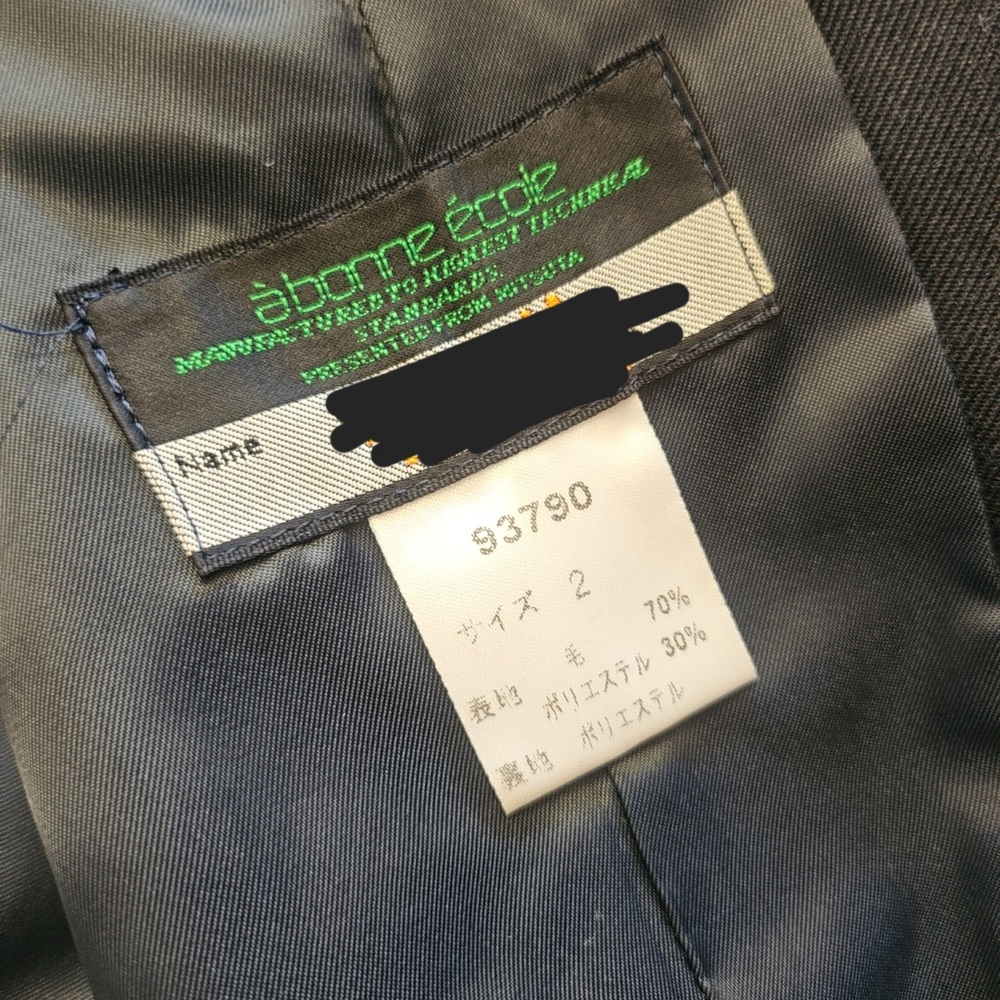 à bonne école
MANUFACTURED TO HIGHEST TECHNICAL
STANDARDS
PRESENTED FROM MITSUYA
Name
93790
サイズ 2
毛 70%
表地 ポリエステル 30%
裏地 ポリエステル